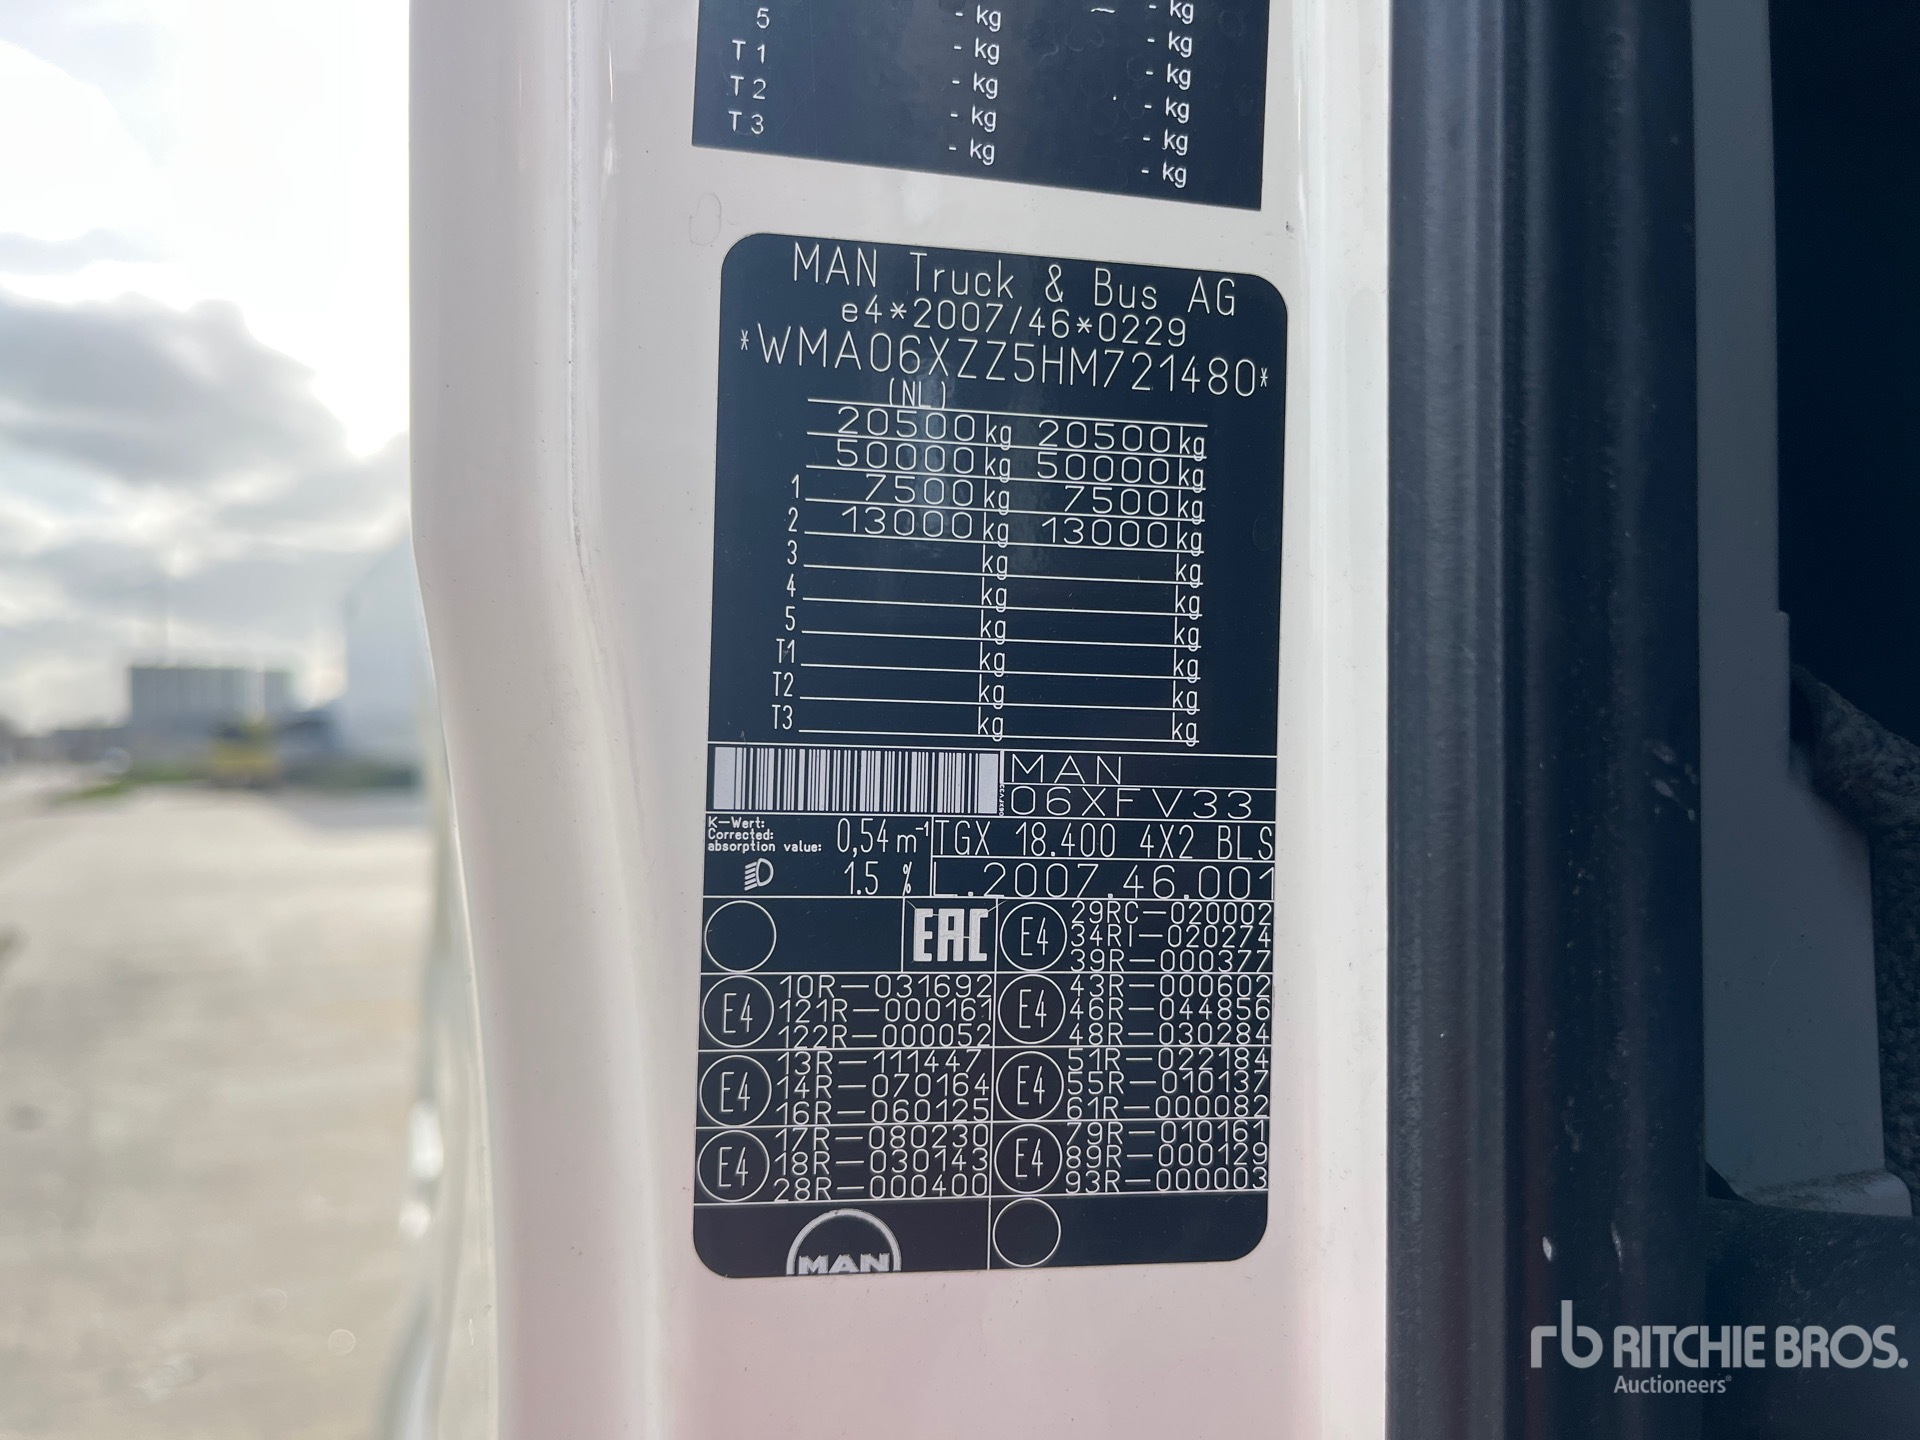 5 - kg - kg
T1 - kg - kg
T2 - kg - kg
T3 - kg - kg
- kg - kg
- kg
MAN Truck & Bus AG
e4*2007/46*0229
*WMA06XZZ5HM721480*
(NL)
20500 kg 20500 kg
50000 kg 50000 kg
1 7500 kg 7500 kg
2 13000 kg 13000 kg
3 kg kg
4 kg kg
5 kg kg
T1 kg kg
T2 kg kg
T3 kg kg
MAN
06XFV33
K-Wert:
Corrected:
absorption value: 0,54 m-1
TGX 18.400 4X2 BLS
1.5 %
L.2007.46.001
EAC
E4
29RC-020002
34RI-020274
39R-000377
E4
10R-031692
121R-000161
122R-000052
E4
43R-000602
46R-044856
48R-030284
E4
13R-111447
14R-070164
16R-060125
E4
51R-022184
55R-010137
61R-000082
E4
17R-080230
18R-030143
28R-000400
E4
79R-010161
89R-000129
93R-000003
MAN
rb RITCHIE BROS.
Auctioneers